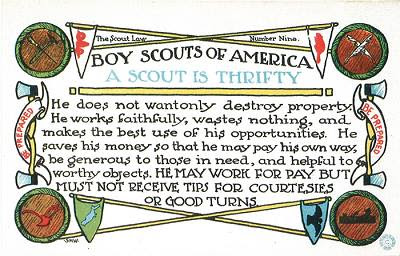 The Scout Law. Number Nine.
BOY SCOUTS OF AMERICA
A SCOUT IS THRIFTY
He does not wantonly destroy property.
He works faithfully, wastes nothing, and
makes the best use of his opportunities. He
saves his money so that he may pay his own way,
be generous to those in need, and helpful to
worthy objects. HE MAY WORK FOR PAY BUT
MUST NOT RECEIVE TIPS FOR COURTESIES
OR GOOD TURNS.
BE PREPARED
BE PREPARED